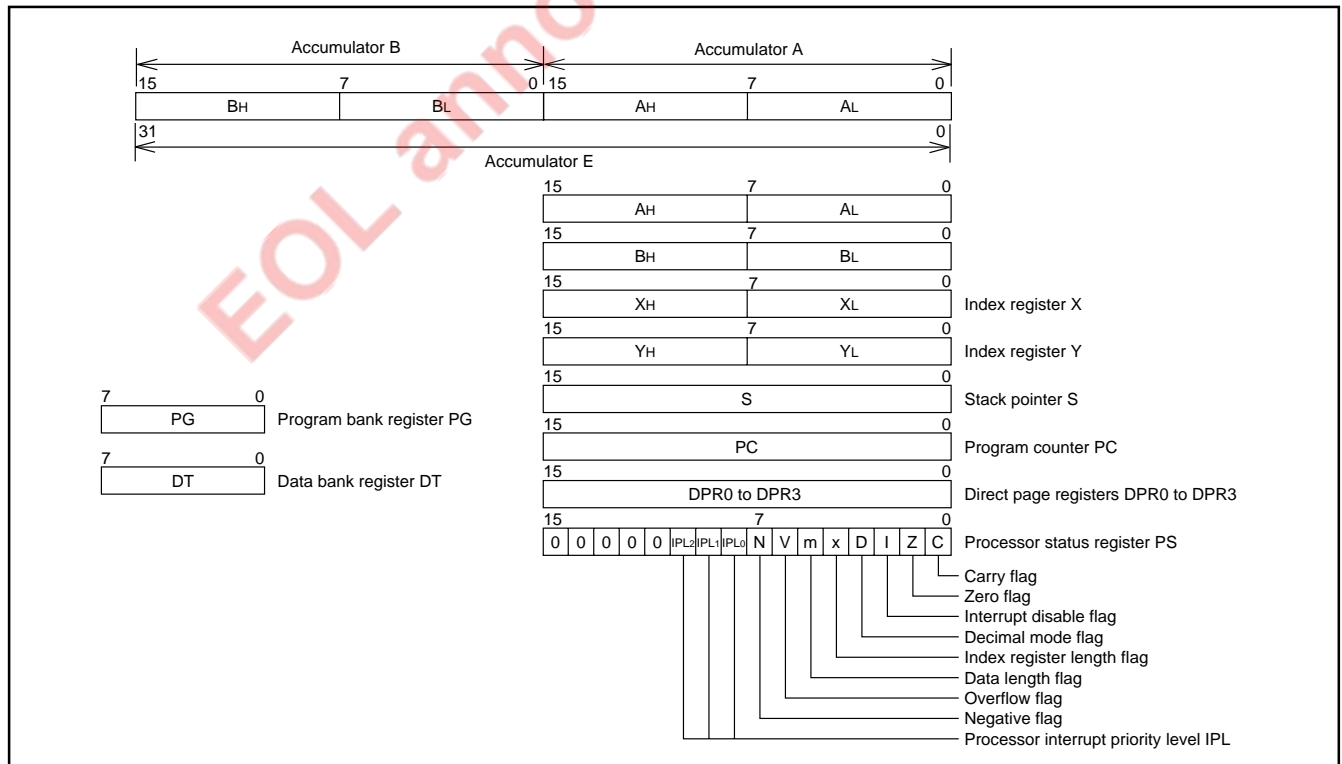 Accumulator B Accumulator A
15 7 0 15 7 0
BH BL AH AL
31 0
Accumulator E
15 7 0
AH AL
15 7 0
BH BL
15 7 0
XH XL Index register X
15 7 0
YH YL Index register Y
15 0
S Stack pointer S
7 0
PG Program bank register PG
15 0
PC Program counter PC
7 0
DT Data bank register DT
15 0
DPR0 to DPR3 Direct page registers DPR0 to DPR3
15 7 0
0 0 0 0 0 IPL2 IPL1 IPL0 N V m x D I Z C Processor status register PS
Carry flag
Zero flag
Interrupt disable flag
Decimal mode flag
Index register length flag
Data length flag
Overflow flag
Negative flag
Processor interrupt priority level IPL
EOL